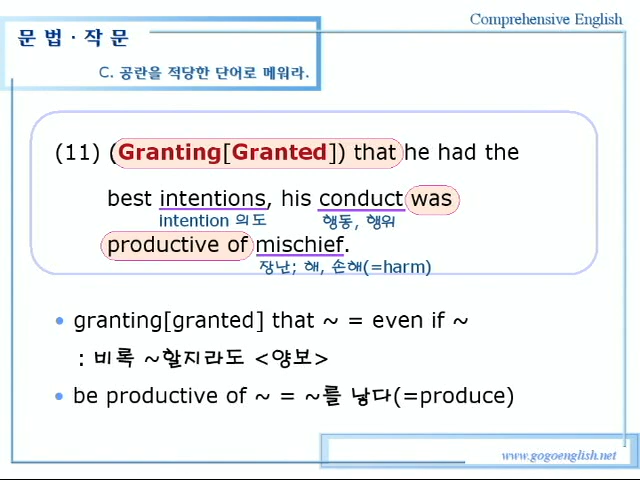 Comprehensive English
문 법 · 작 문
C. 공란을 적당한 단어로 메워라.
(11) (Granting[Granted]) that he had the
best intentions, his conduct was
intention 의도 행동, 행위
productive of mischief.
장난; 해, 손해(=harm)
• granting[granted] that ~ = even if ~
: 비록 ~할지라도 <양보>
• be productive of ~ = ~를 낳다(=produce)
www.gogoenglish.net